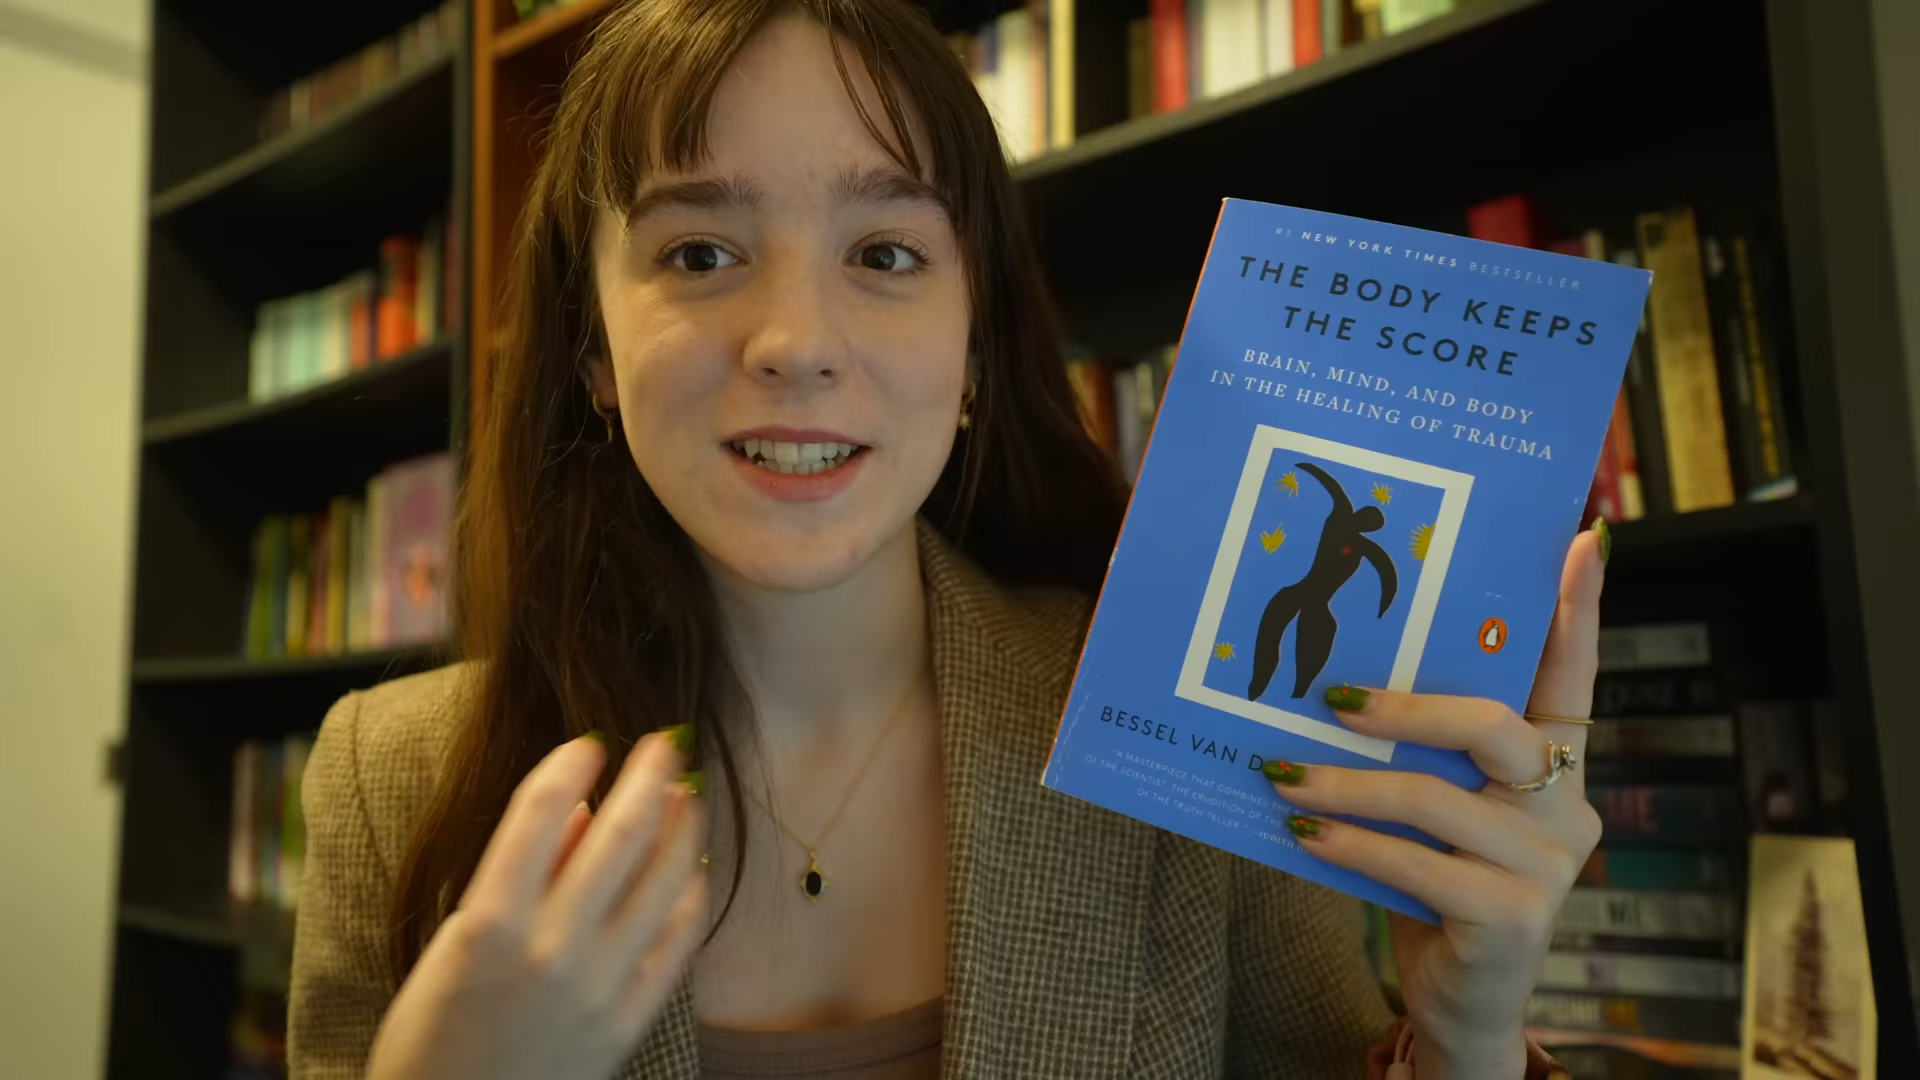 #1 NEW YORK TIMES BESTSELLER
THE BODY KEEPS
THE SCORE
BRAIN, MIND, AND BODY
IN THE HEALING OF TRAUMA
BESSEL VAN D
"A MASTERPIECE THAT COMBINES THE
OF THE SCIENTIST, THE ERUDITION OF THE
OF THE TRUTH TELLER." —JUDITH